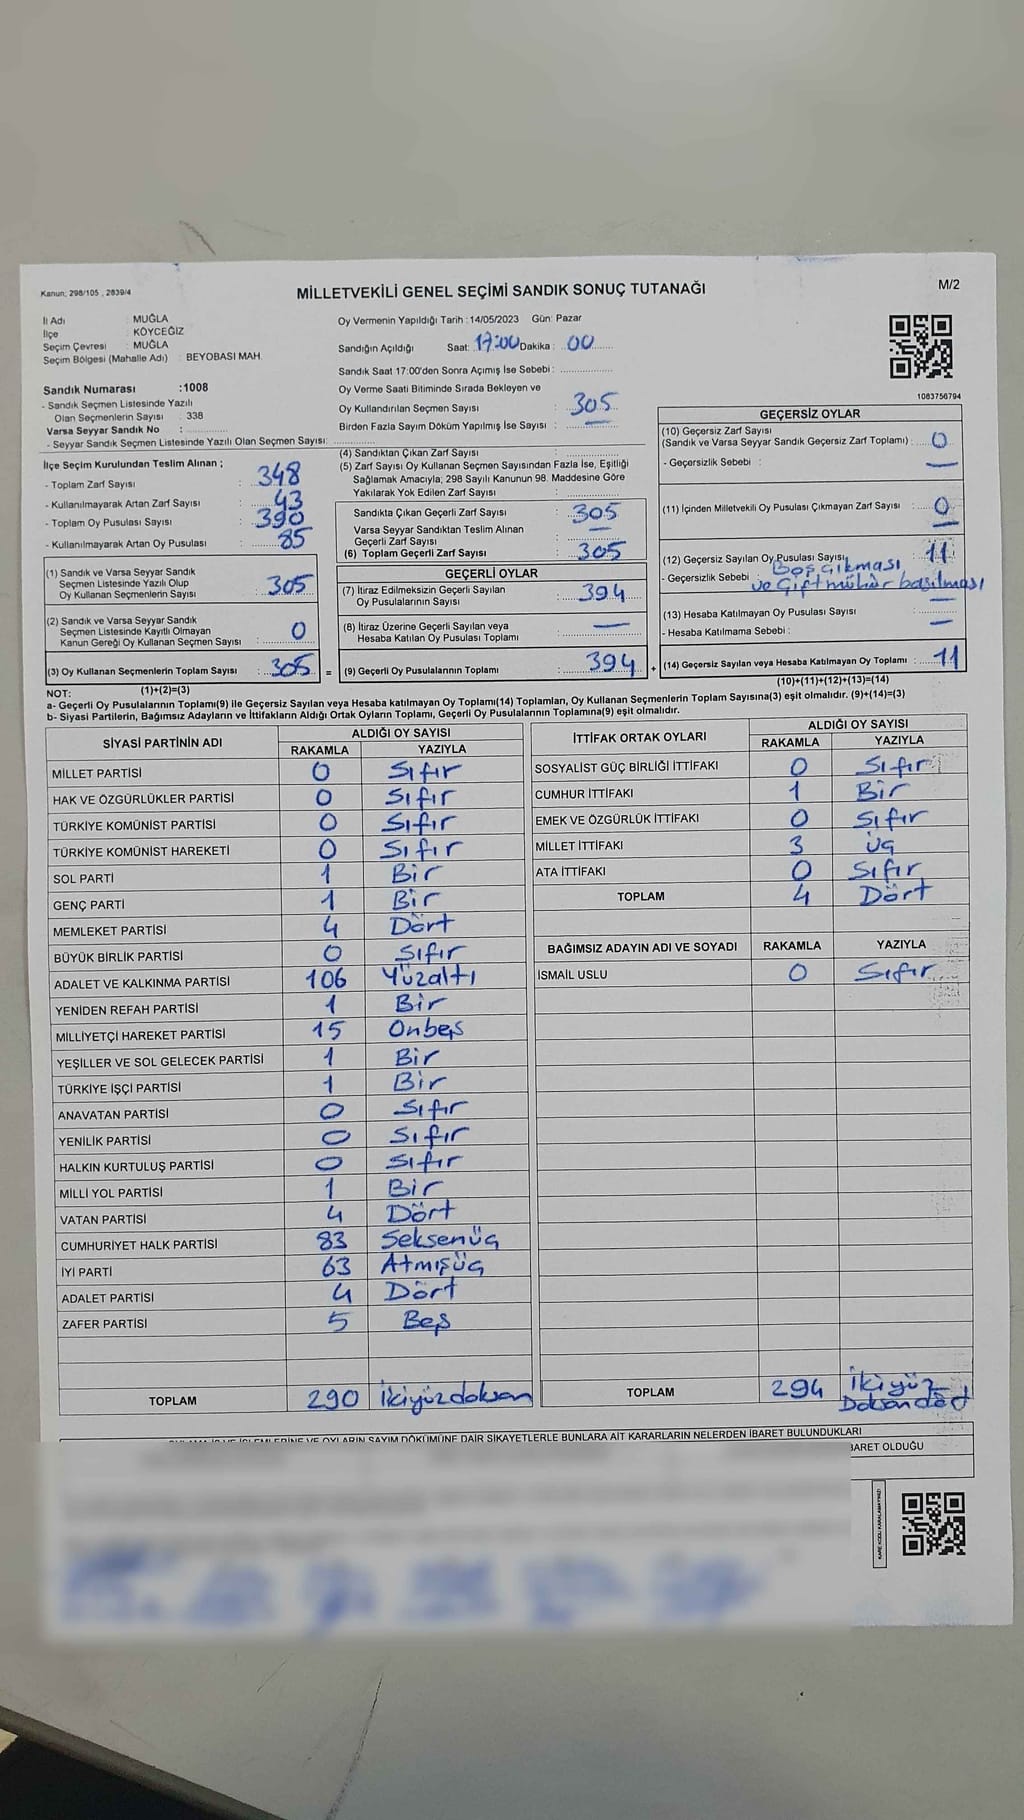 Kanun; 298/105 , 2839/4
MİLLETVEKİLİ GENEL SEÇİMİ SANDIK SONUÇ TUTANAĞI
M/2
İl Adı : MUĞLA
İlçe : KÖYCEĞİZ
Seçim Çevresi : MUĞLA
Seçim Bölgesi (Mahalle Adı) : BEYOBASI MAH.
Sandık Numarası :1008
- Sandık Seçmen Listesinde Yazılı
Olan Seçmenlerin Sayısı : 338
Varsa Seyyar Sandık No :
- Seyyar Sandık Seçmen Listesinde Yazılı Olan Seçmen Sayısı:
Oy Vermenin Yapıldığı Tarih :14/05/2023 Gün: Pazar
Sandığın Açıldığı Saat: 17:00 Dakika : 00
Sandık Saat 17:00'den Sonra Açımış İse Sebebi :
Oy Verme Saati Bitiminde Sırada Bekleyen ve
Oy Kullandırılan Seçmen Sayısı : 305
Birden Fazla Sayım Döküm Yapılmış İse Sayısı : —
1083756794
İlçe Seçim Kurulundan Teslim Alınan ;
- Toplam Zarf Sayısı : 348
- Kullanılmayarak Artan Zarf Sayısı : 43
- Toplam Oy Pusulası Sayısı : 390
- Kullanılmayarak Artan Oy Pusulası : 85
(1) Sandık ve Varsa Seyyar Sandık
Seçmen Listesinde Yazılı Olup
Oy Kullanan Seçmenlerin Sayısı : 305
(2) Sandık ve Varsa Seyyar Sandık
Seçmen Listesinde Kayıtlı Olmayan
Kanun Gereği Oy Kullanan Seçmen Sayısı : 0
(3) Oy Kullanan Seçmenlerin Toplam Sayısı : 305 =
(1)+(2)=(3)
(4) Sandıktan Çıkan Zarf Sayısı :
(5) Zarf Sayısı Oy Kullanan Seçmen Sayısından Fazla İse, Eşitliği
Sağlamak Amacıyla; 298 Sayılı Kanunun 98. Maddesine Göre
Yakılarak Yok Edilen Zarf Sayısı :
Sandıkta Çıkan Geçerli Zarf Sayısı : 305
Varsa Seyyar Sandıktan Teslim Alınan
Geçerli Zarf Sayısı : —
(6) Toplam Geçerli Zarf Sayısı : 305
GEÇERLİ OYLAR
(7) İtiraz Edilmeksizin Geçerli Sayılan
Oy Pusulalarının Sayısı : 394
(8) İtiraz Üzerine Geçerli Sayılan veya
Hesaba Katılan Oy Pusulası Toplamı : —
(9) Geçerli Oy Pusulalarının Toplamı : 394 +
GEÇERSİZ OYLAR
(10) Geçersiz Zarf Sayısı
(Sandık ve Varsa Seyyar Sandık Geçersiz Zarf Toplamı) : 0
- Geçersizlik Sebebi : —
(11) İçinden Milletvekili Oy Pusulası Çıkmayan Zarf Sayısı : 0
—
(12) Geçersiz Sayılan Oy Pusulası Sayısı : 11
- Geçersizlik Sebebi : Boş çıkması
ve Çift mühür basılması
(13) Hesaba Katılmayan Oy Pusulası Sayısı : —
- Hesaba Katılmama Sebebi : —
(14) Geçersiz Sayılan veya Hesaba Katılmayan Oy Toplamı : 11
(10)+(11)+(12)+(13)=(14)
NOT:
a- Geçerli Oy Pusulalarının Toplamı(9) ile Geçersiz Sayılan veya Hesaba katılmayan Oy Toplamı(14) Toplamları, Oy Kullanan Seçmenlerin Toplam Sayısına(3) eşit olmalıdır. (9)+(14)=(3)
b- Siyasi Partilerin, Bağımsız Adayların ve İttifakların Aldığı Ortak Oyların Toplamı, Geçerli Oy Pusulalarının Toplamına(9) eşit olmalıdır.
SİYASİ PARTİNİN ADI ALDIĞI OY SAYISI
RAKAMLA YAZIYLA
MİLLET PARTİSİ 0 Sıfır
HAK VE ÖZGÜRLÜKLER PARTİSİ 0 Sıfır
TÜRKİYE KOMÜNİST PARTİSİ 0 Sıfır
TÜRKİYE KOMÜNİST HAREKETİ 0 Sıfır
SOL PARTİ 1 Bir
GENÇ PARTİ 1 Bir
MEMLEKET PARTİSİ 4 Dört
BÜYÜK BİRLİK PARTİSİ 0 Sıfır
ADALET VE KALKINMA PARTİSİ 106 Yüzaltı
YENİDEN REFAH PARTİSİ 1 Bir
MİLLİYETÇİ HAREKET PARTİSİ 15 Onbeş
YEŞİLLER VE SOL GELECEK PARTİSİ 1 Bir
TÜRKİYE İŞÇİ PARTİSİ 1 Bir
ANAVATAN PARTİSİ 0 Sıfır
YENİLİK PARTİSİ 0 Sıfır
HALKIN KURTULUŞ PARTİSİ 0 Sıfır
MİLLİ YOL PARTİSİ 1 Bir
VATAN PARTİSİ 4 Dört
CUMHURİYET HALK PARTİSİ 83 Seksenüç
İYİ PARTİ 63 Atmışüç
ADALET PARTİSİ 4 Dört
ZAFER PARTİSİ 5 Beş
TOPLAM 290 İkiyüzdoksan
İTTİFAK ORTAK OYLARI ALDIĞI OY SAYISI
RAKAMLA YAZIYLA
SOSYALİST GÜÇ BİRLİĞİ İTTİFAKI 0 Sıfır
CUMHUR İTTİFAKI 1 Bir
EMEK VE ÖZGÜRLÜK İTTİFAKI 0 Sıfır
MİLLET İTTİFAKI 3 Üç
ATA İTTİFAKI 0 Sıfır
TOPLAM 4 Dört
BAĞIMSIZ ADAYIN ADI VE SOYADI RAKAMLA YAZIYLA
İSMAİL USLU 0 Sıfır
TOPLAM 294 İkiyüz
Doksandört
OYLARIN SAYIM DÖKÜMÜNE DAİR ŞİKAYETLERLE BUNLARA AİT KARARLARIN NELERDEN İBARET BULUNDUKLARI
İBARET OLDUĞU
KARE KODU KARALAMAYINIZ!